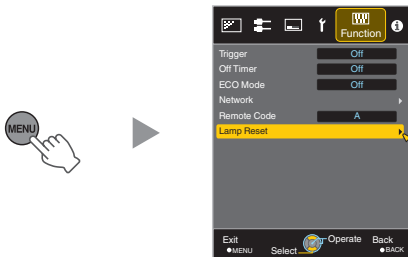 MENU
Function
Trigger Off
Off Timer Off
ECO Mode Off
Network
Remote Code A
Lamp Reset
Exit Operate Back
MENU Select BACK